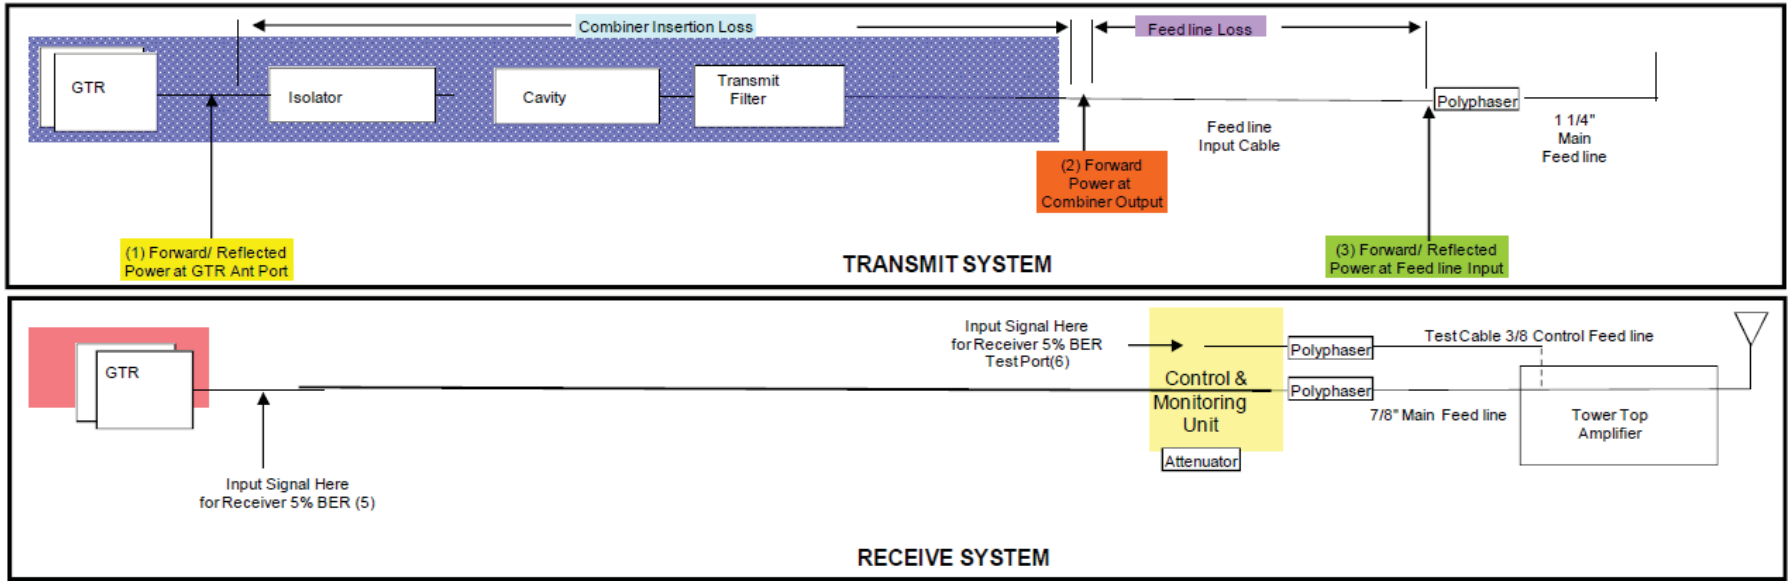 Combiner Insertion Loss
Feed line Loss
GTR
Isolator
Cavity
Transmit
Filter
Polyphaser
Feed line
Input Cable
1 1/4"
Main
Feed line
(2) Forward
Power at
Combiner Output
(1) Forward/ Reflected
Power at GTR Ant Port
(3) Forward/ Reflected
Power at Feed line Input
TRANSMIT SYSTEM
GTR
Input Signal Here
for Receiver 5% BER
Test Port(6)
Polyphaser
Test Cable 3/8 Control Feed line
Control &
Monitoring
Unit
Polyphaser
7/8" Main Feed line
Tower Top
Amplifier
Attenuator
Input Signal Here
for Receiver 5% BER (5)
RECEIVE SYSTEM